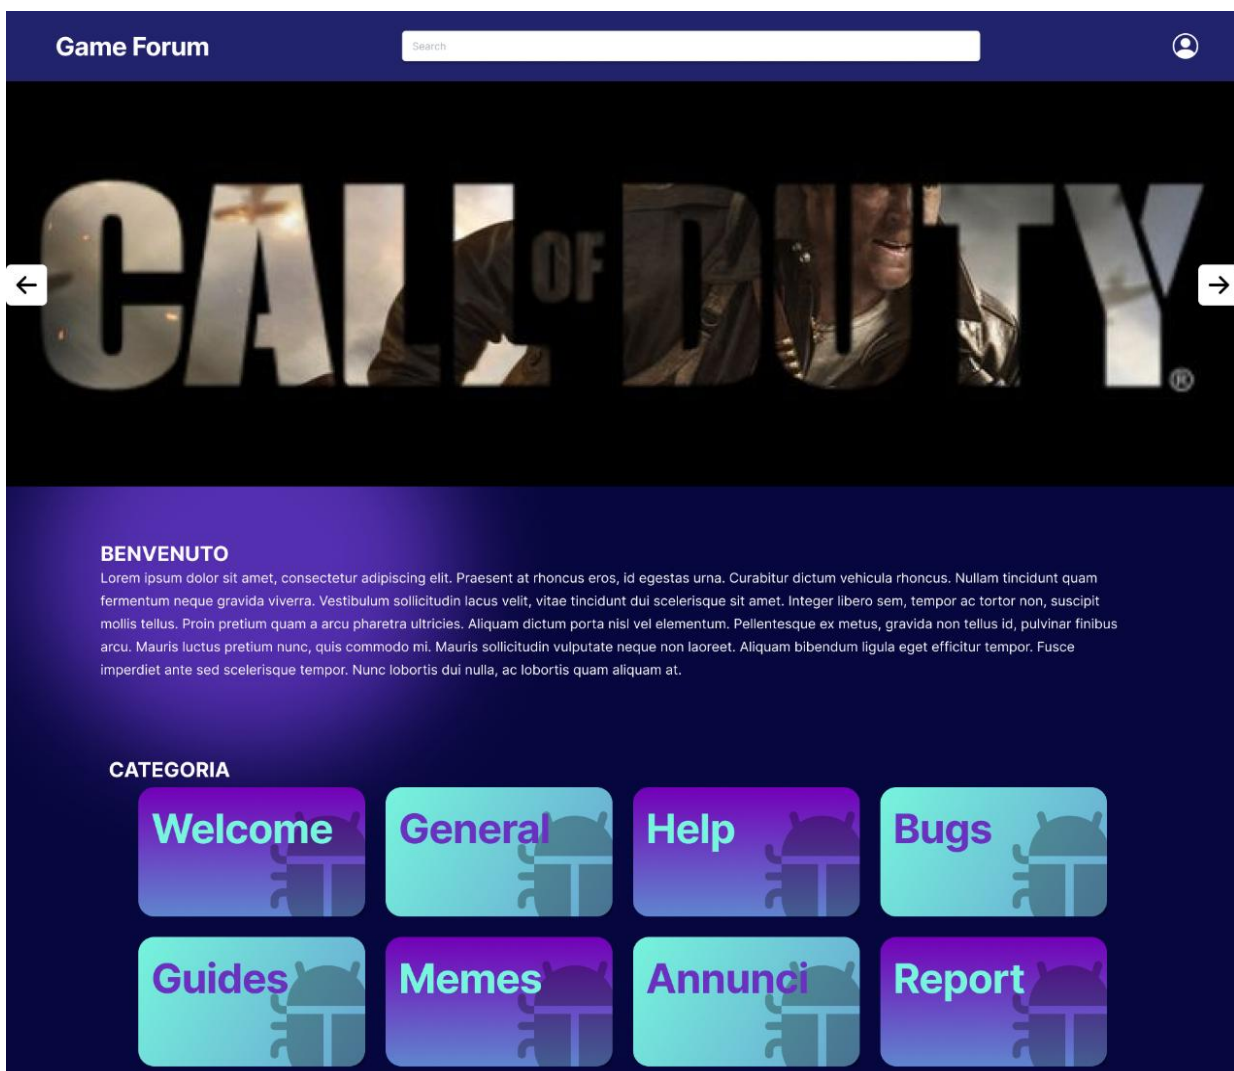 Game Forum
Search
CALL OF DUTY®
BENVENUTO
Lorem ipsum dolor sit amet, consectetur adipiscing elit. Praesent at rhoncus eros, id egestas urna. Curabitur dictum vehicula rhoncus. Nullam tincidunt quam
fermentum neque gravida viverra. Vestibulum sollicitudin lacus velit, vitae tincidunt dui scelerisque sit amet. Integer libero sem, tempor ac tortor non, suscipit
mollis tellus. Proin pretium quam a arcu pharetra ultricies. Aliquam dictum porta nisl vel elementum. Pellentesque ex metus, gravida non tellus id, pulvinar finibus
arcu. Mauris luctus pretium nunc, quis commodo mi. Mauris sollicitudin vulputate neque non laoreet. Aliquam bibendum ligula eget efficitur tempor. Fusce
imperdiet ante sed scelerisque tempor. Nunc lobortis dui nulla, ac lobortis quam aliquam at.
CATEGORIA
Welcome
General
Help
Bugs
Guides
Memes
Annunci
Report